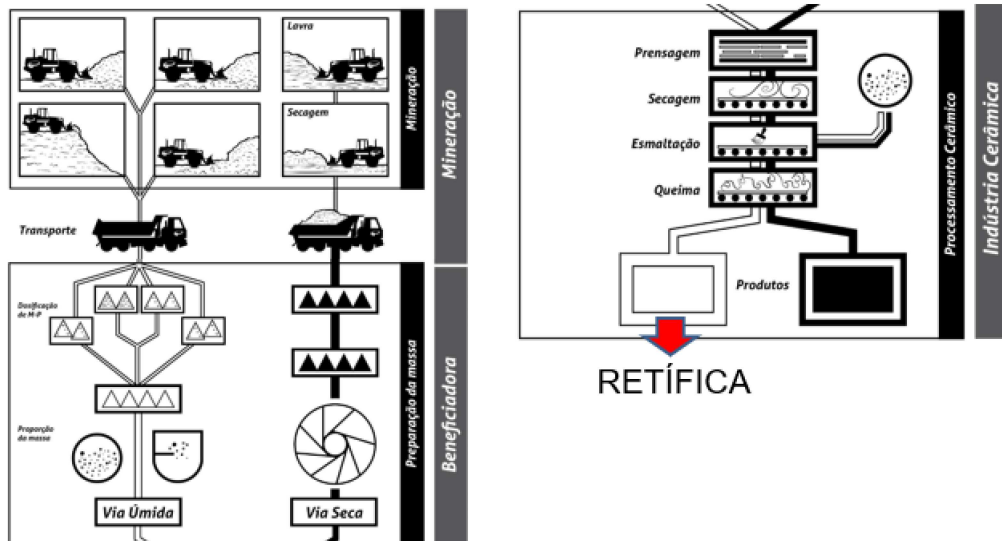 Lavra
Secagem
Mineração
Mineração
Transporte
Dosificação
de M-P
Proporção
da massa
Via Úmida
Via Seca
Preparação da massa
Beneficiadora
Prensagem
Secagem
Esmaltação
Queima
Produtos
Processamento Cerâmico
Indústria Cerâmica
RETÍFICA